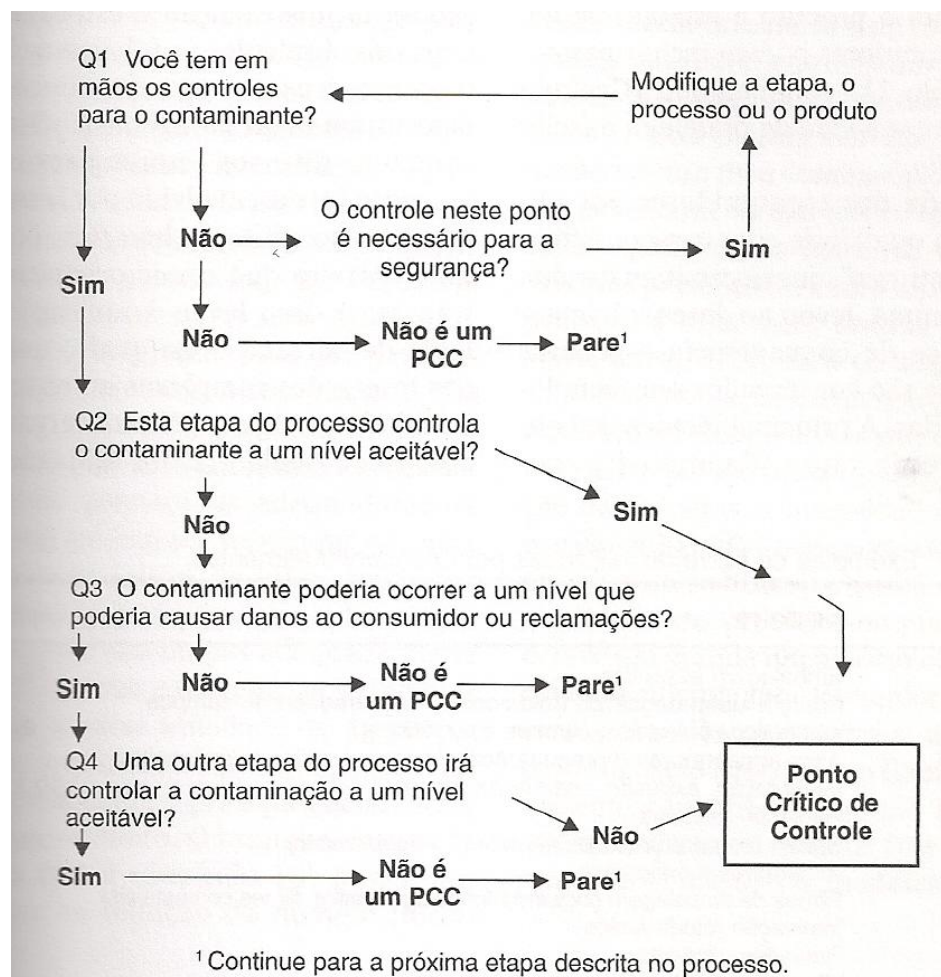 Q1 Você tem em
mãos os controles
para o contaminante?
Modifique a etapa, o
processo ou o produto
Não
O controle neste ponto
é necessário para a
segurança?
Sim
Sim
Não
Não é um
PCC
Pare¹
Q2 Esta etapa do processo controla
o contaminante a um nível aceitável?
Sim
Não
Q3 O contaminante poderia ocorrer a um nível que
poderia causar danos ao consumidor ou reclamações?
Sim
Não
Não é
um PCC
Pare¹
Q4 Uma outra etapa do processo irá
controlar a contaminação a um nível
aceitável?
Não
Ponto
Crítico de
Controle
Sim
Não é
um PCC
Pare¹
¹ Continue para a próxima etapa descrita no processo.